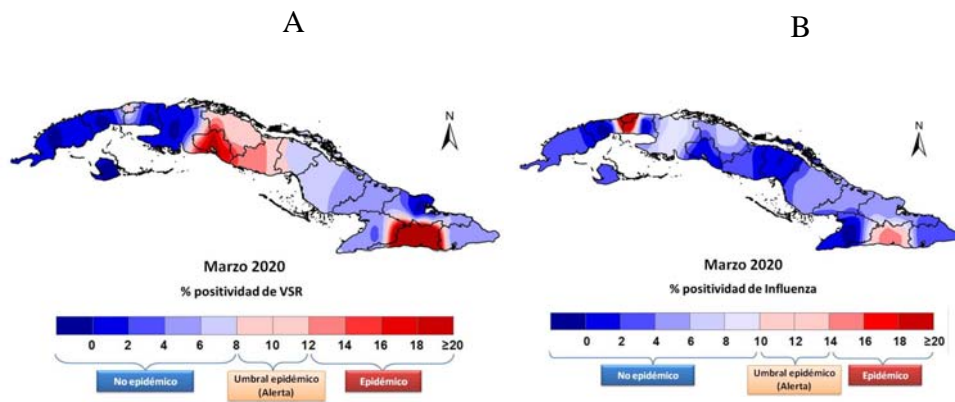 A
B
N
N
Marzo 2020
% positividad de VSR
0 2 4 6 8 10 12 14 16 18 ≥20
No epidémico
Umbral epidémico
(Alerta)
Epidémico
Marzo 2020
% positividad de Influenza
0 2 4 6 8 10 12 14 16 18 ≥20
No epidémico
Umbral epidémico
(Alerta)
Epidémico